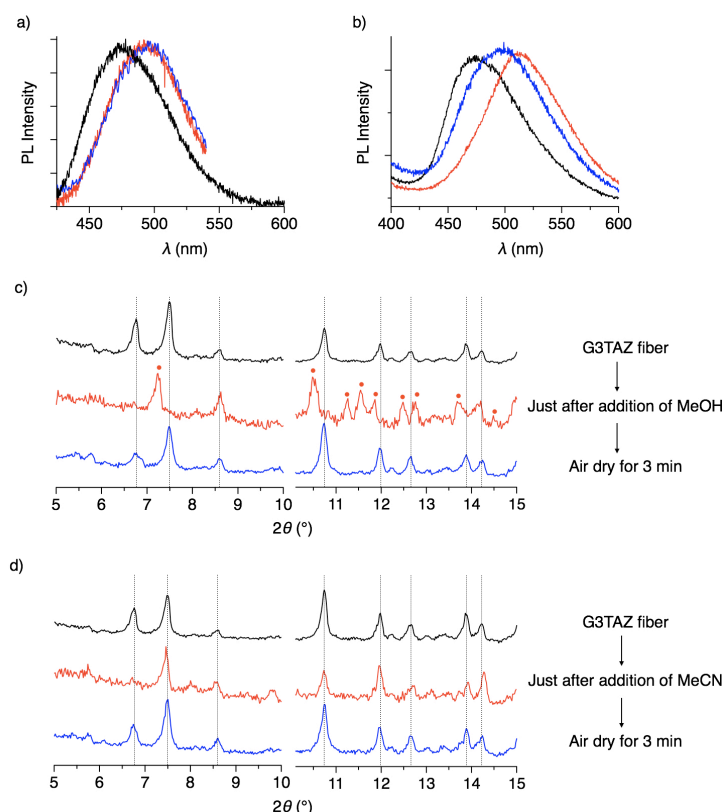 a)
PL Intensity
450 500 550 600
λ (nm)
b)
PL Intensity
400 450 500 550 600
λ (nm)
c)
G3TAZ fiber
Just after addition of MeOH
Air dry for 3 min
5 6 7 8 9 10 11 12 13 14 15
2θ (°)
d)
G3TAZ fiber
Just after addition of MeCN
Air dry for 3 min
5 6 7 8 9 10 11 12 13 14 15
2θ (°)